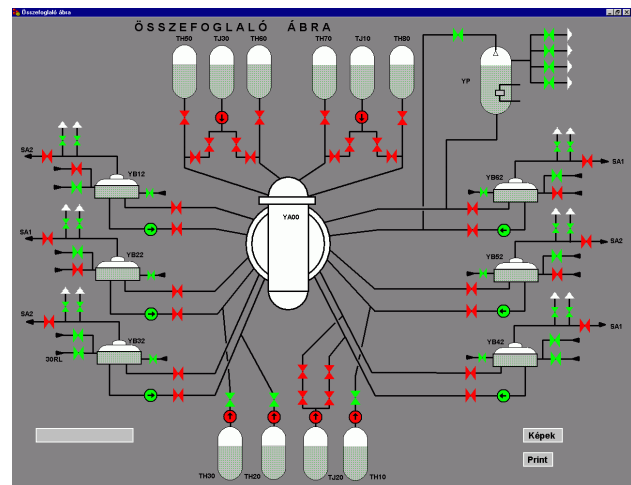 Összefoglaló ábra
ÖSSZEFOGLALÓ ÁBRA
TH50 TJ30 TH60 TH70 TJ10 TH80
YP
SA2 YB12 YB62 SA1
YA00
SA1 YB22 YB52 SA2
SA2 YB32 YB42 SA1
30RL
Képek
Print
TH30 TH20 TJ20 TH10